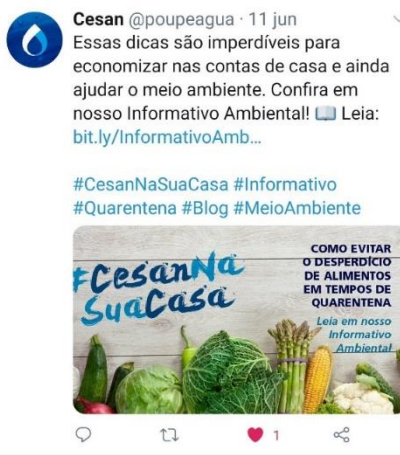 Cesan @poupeagua · 11 jun
Essas dicas são imperdíveis para
economizar nas contas de casa e ainda
ajudar o meio ambiente. Confira em
nosso Informativo Ambiental! 📖 Leia:
bit.ly/InformativoAmb...
#CesanNaSuaCasa #Informativo
#Quarentena #Blog #MeioAmbiente
#CesanNa
SuaCasa
COMO EVITAR
O DESPERDÍCIO
DE ALIMENTOS
EM TEMPOS DE
QUARENTENA
Leia em nosso
Informativo
Ambiental
1